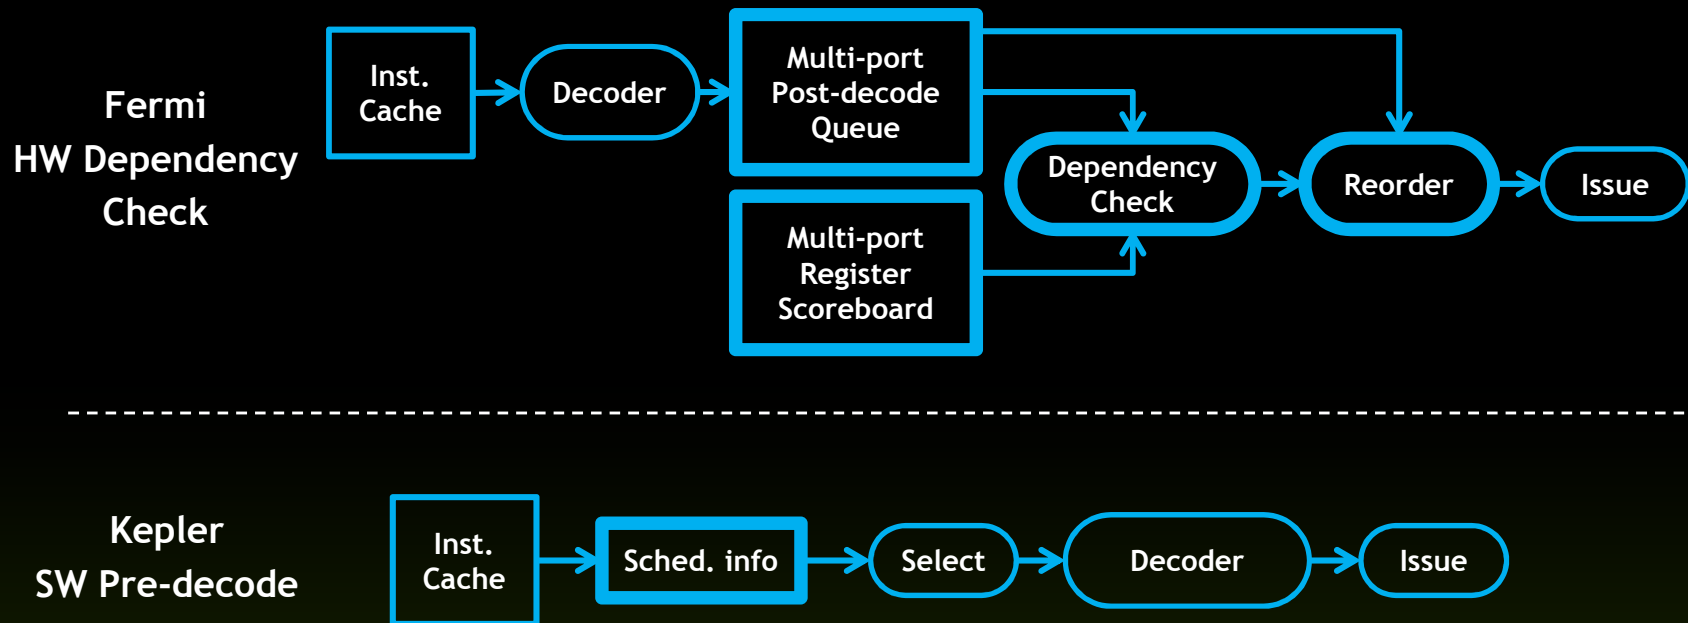 Fermi
HW Dependency
Check
Inst.
Cache
Decoder
Multi-port
Post-decode
Queue
Multi-port
Register
Scoreboard
Dependency
Check
Reorder
Issue
Kepler
SW Pre-decode
Inst.
Cache
Sched. info
Select
Decoder
Issue